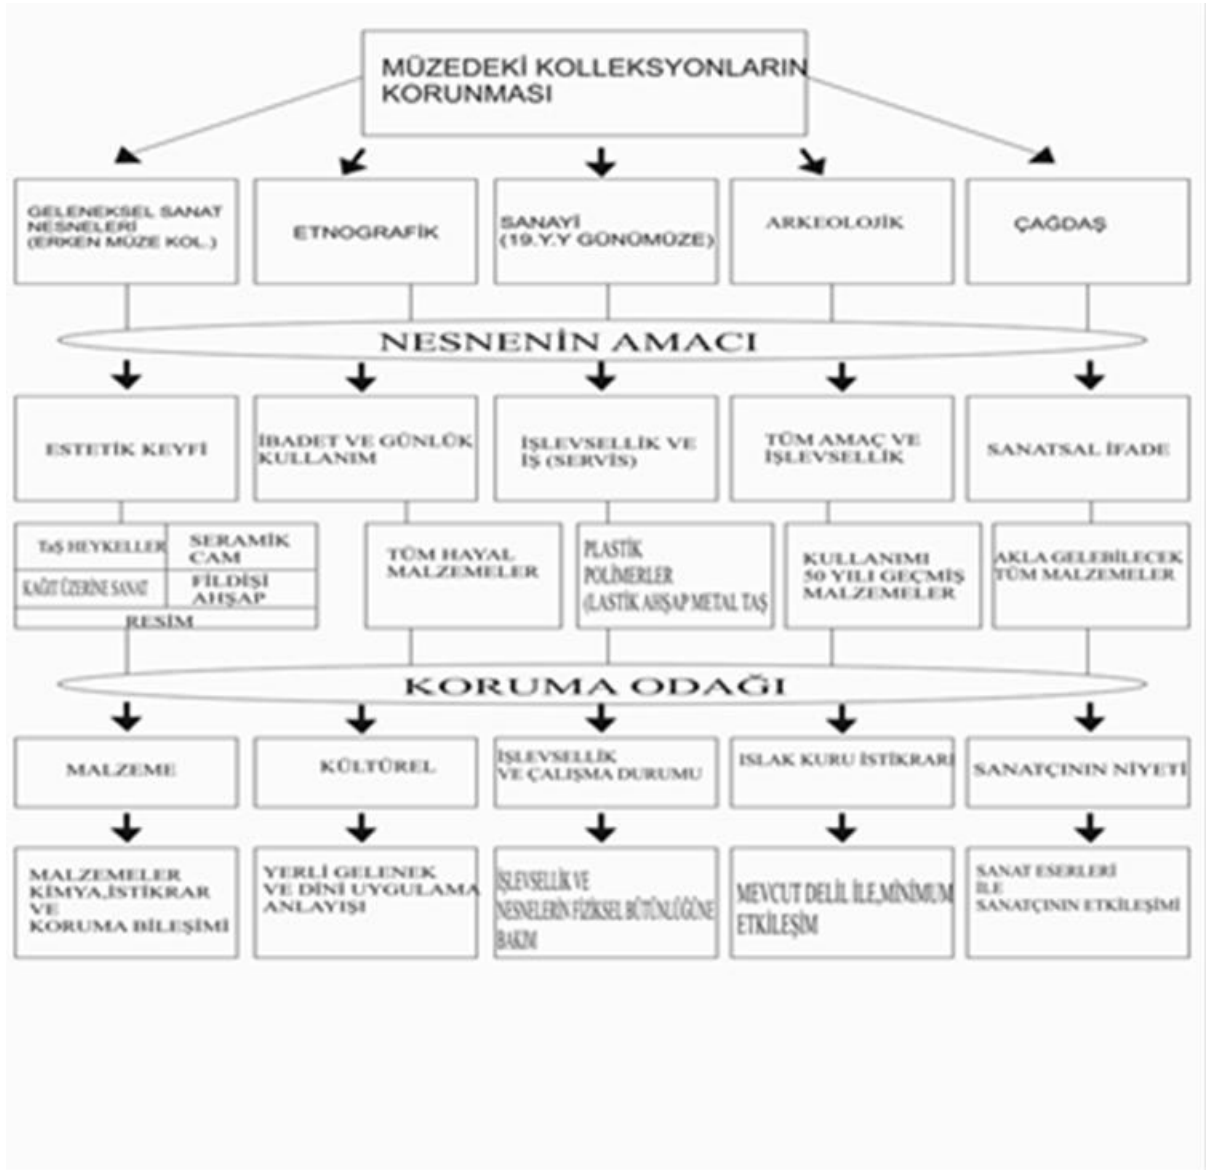 MÜZEDEKİ KOLLEKSYONLARIN
KORUNMASI
GELENEKSEL SANAT
NESNELERİ
(ERKEN MÜZE KOL.)
ETNOGRAFİK
SANAYİ
(19.Y.Y GÜNÜMÜZE)
ARKEOLOJİK
ÇAĞDAŞ
NESNENİN AMACI
ESTETİK KEYFİ
İBADET VE GÜNLÜK
KULLANIM
İŞLEVSELLİK VE
İŞ (SERVİS)
TÜM AMAÇ VE
İŞLEVSELLİK
SANATSAL İFADE
TaŞ HEYKELLER
SERAMİK
CAM
KAĞIT ÜZERİNE SANAT
FİLDİŞİ
AHŞAP
RESİM
TÜM HAYAL
MALZEMELER
PLASTİK
POLİMERLER
(LASTİK AHŞAP METAL TAŞ
KULLANIMI
50 YILI GEÇMİŞ
MALZEMELER
AKLA GELEBİLECEK
TÜM MALZEMELER
KORUMA ODAĞI
MALZEME
KÜLTÜREL
İŞLEVSELLİK
VE ÇALIŞMA DURUMU
ISLAK KURU İSTİKRARI
SANATÇININ NİYETİ
MALZEMELER
KİMYA,İSTİKRAR
VE
KORUMA BİLEŞİMİ
YERLİ GELENEK
VE DİNİ UYGULAMA
ANLAYIŞI
İŞLEVSELLİK VE
NESNELERİN FİZİKSEL BÜTÜNLÜĞÜNE
BAKIM
MEVCUT DELİL İLE,MİNİMUM
ETKİLEŞİM
SANAT ESERLERİ
İLE
SANATÇININ ETKİLEŞİMİ